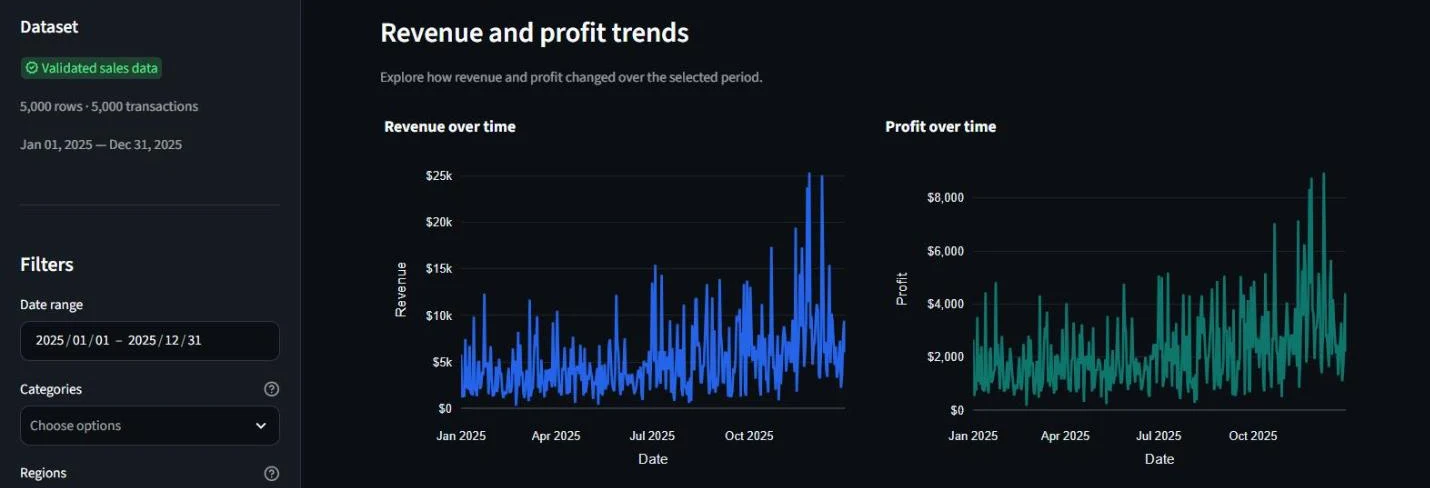 Dataset
Validated sales data
5,000 rows · 5,000 transactions
Jan 01, 2025 — Dec 31, 2025
Filters
Date range
2025/01/01 – 2025/12/31
Categories
Choose options
Regions
Revenue and profit trends
Explore how revenue and profit changed over the selected period.
Revenue over time
$25k
$20k
$15k
$10k
$5k
$0
Revenue
Jan 2025 Apr 2025 Jul 2025 Oct 2025
Date
Profit over time
$8,000
$6,000
$4,000
$2,000
$0
Profit
Jan 2025 Apr 2025 Jul 2025 Oct 2025
Date